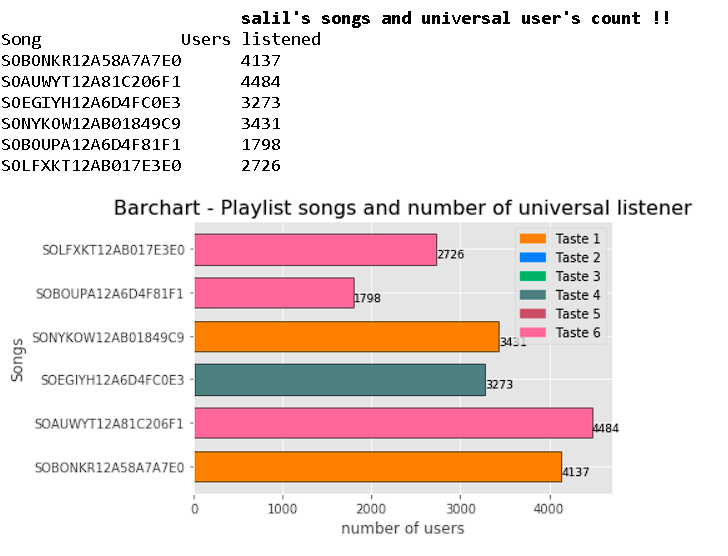 salil's songs and universal user's count !!
Song Users listened
SOBONKR12A58A7A7E0 4137
SOAUWYT12A81C206F1 4484
SOEGIYH12A6D4FC0E3 3273
SONYKOW12AB01849C9 3431
SOBOUPA12A6D4F81F1 1798
SOLFXKT12AB017E3E0 2726
Barchart - Playlist songs and number of universal listener
Taste 1
Taste 2
Taste 3
Taste 4
Taste 5
Taste 6
SOLFXKT12AB017E3E0 2726
SOBOUPA12A6D4F81F1 1798
SONYKOW12AB01849C9 3431
SOEGIYH12A6D4FC0E3 3273
SOAUWYT12A81C206F1 4484
SOBONKR12A58A7A7E0 4137
Songs
0 1000 2000 3000 4000
number of users